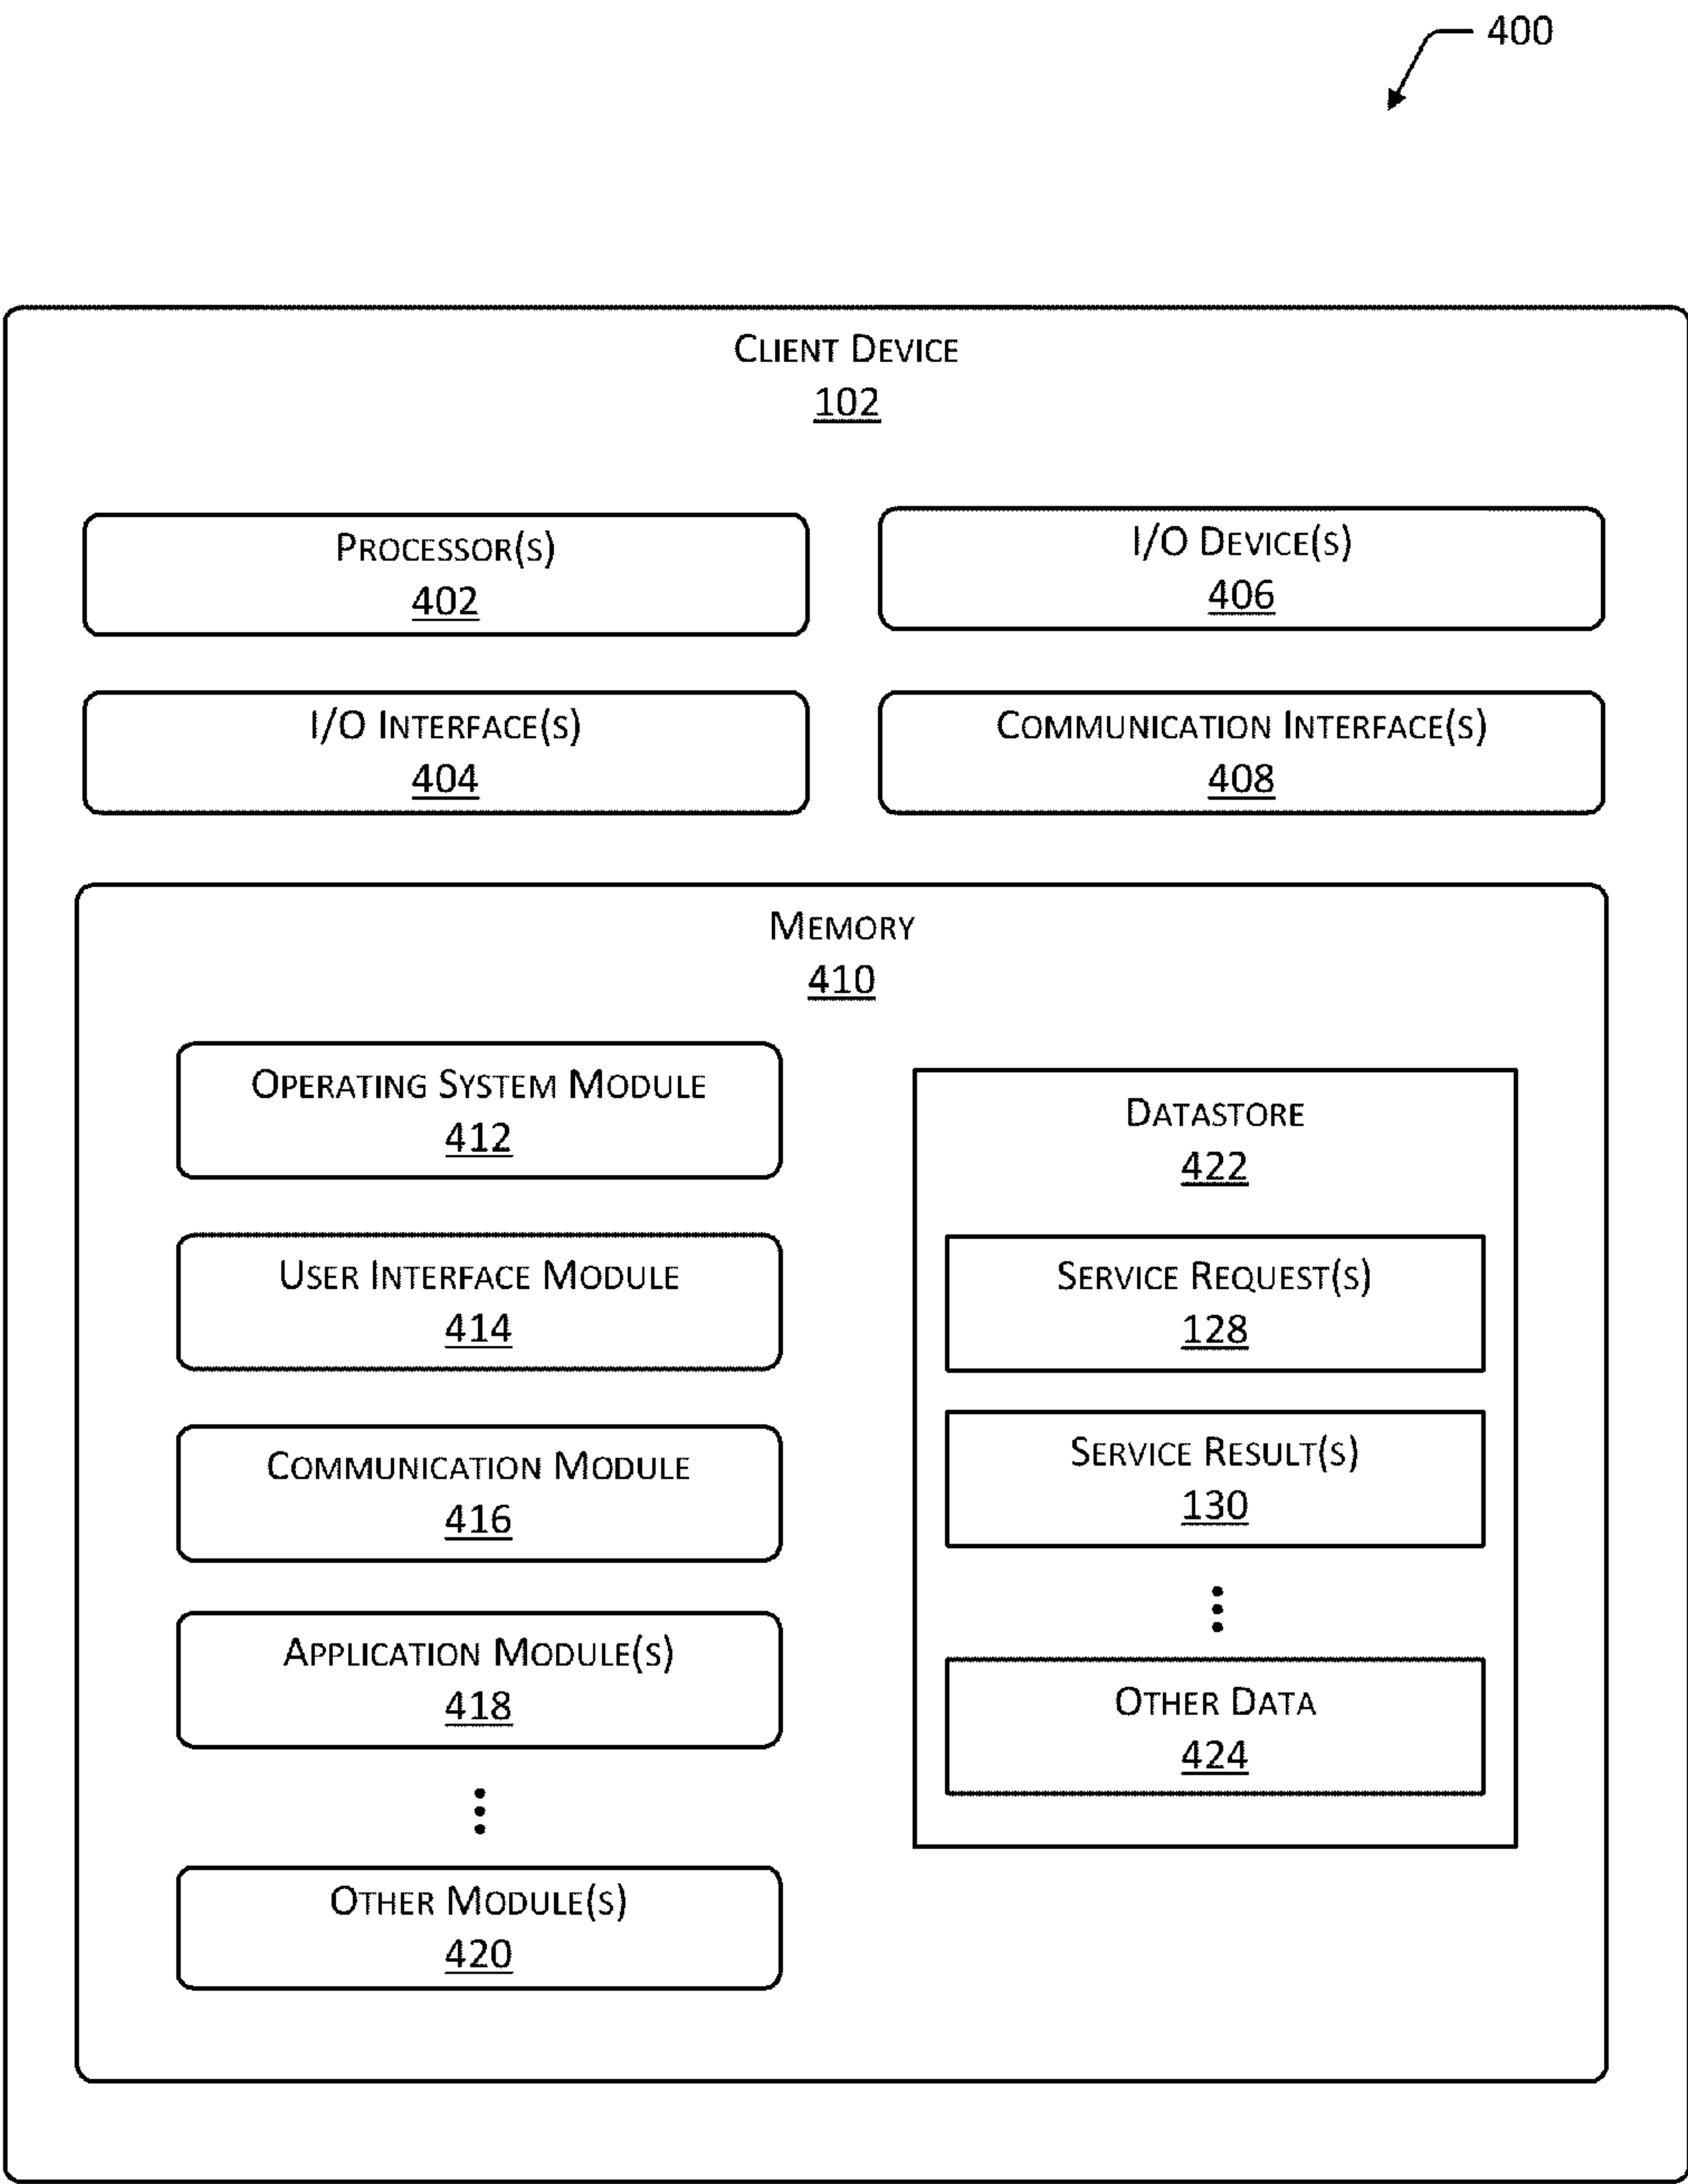 400
CLIENT DEVICE
102
PROCESSOR(S)
402
I/O DEVICE(S)
406
I/O INTERFACE(S)
404
COMMUNICATION INTERFACE(S)
408
MEMORY
410
OPERATING SYSTEM MODULE
412
USER INTERFACE MODULE
414
COMMUNICATION MODULE
416
APPLICATION MODULE(S)
418
OTHER MODULE(S)
420
DATASTORE
422
SERVICE REQUEST(S)
128
SERVICE RESULT(S)
130
OTHER DATA
424